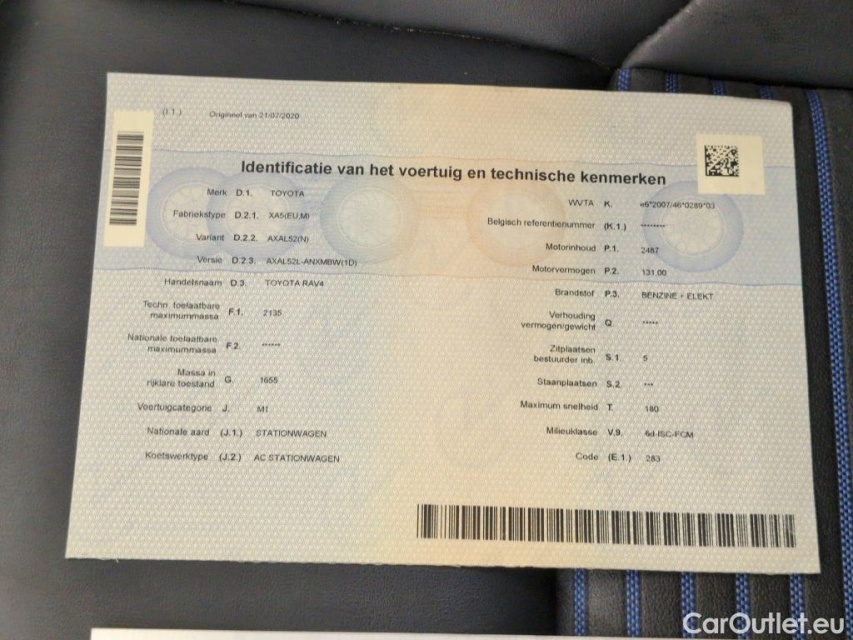 (I.1.) Origineel van 21/07/2020
Identificatie van het voertuig en technische kenmerken
Merk D.1. TOYOTA
Fabriekstype D.2.1. XA5(EU,M)
Variant D.2.2. AXAL52(N)
Versie D.2.3. AXAL52L-ANXMBW(1D)
Handelsnaam D.3. TOYOTA RAV4
Techn. toelaatbare
maximummassa F.1. 2135
Nationale toelaatbare
maximummassa F.2. ******
Massa in
rijklare toestand G. 1655
Voertuigcategorie J. M1
Nationale aard (J.1.) STATIONWAGEN
Koetswerktype (J.2.) AC STATIONWAGEN
WVTA K. e6*2007/46*0289*03
Belgisch referentienummer (K.1.) ********
Motorinhoud P.1. 2487
Motorvermogen P.2. 131.00
Brandstof P.3. BENZINE + ELEKT
Verhouding
vermogen/gewicht Q. *****
Zitplaatsen
bestuurder inb. S.1. 5
Staanplaatsen S.2. ***
Maximum snelheid T. 180
Milieuklasse V.9. 6d-ISC-FCM
Code (E.1.) 283
CarOutlet.eu